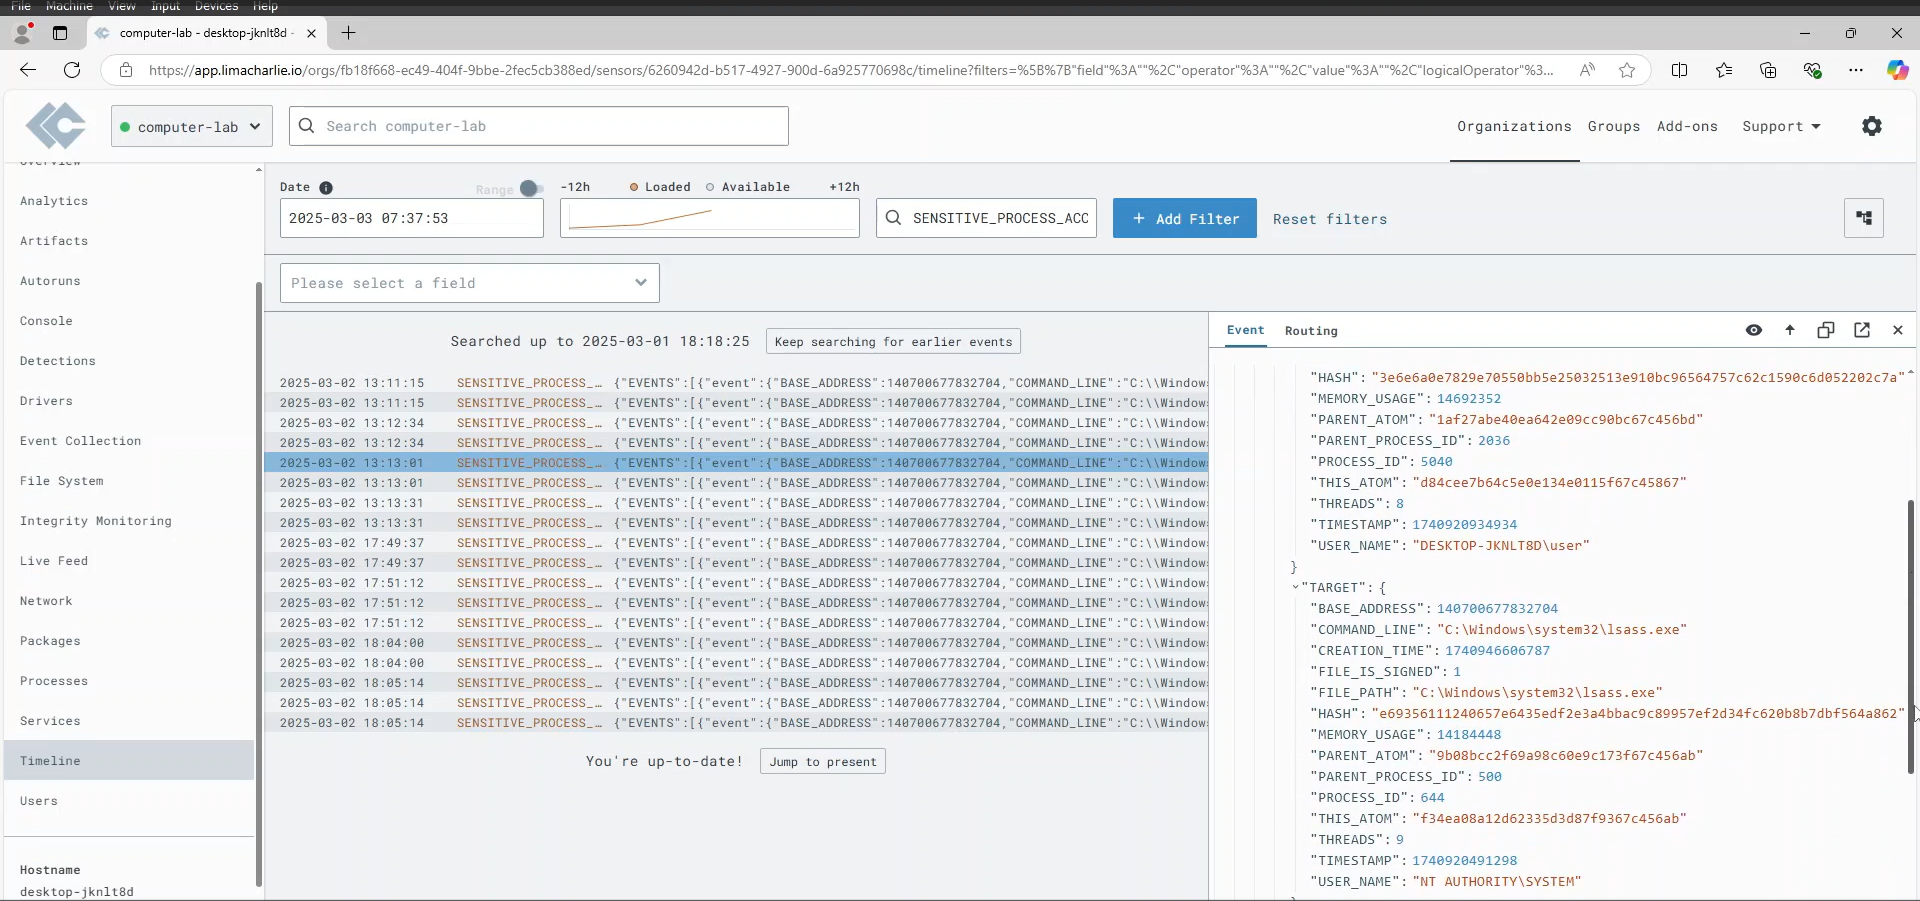 File Machine View Input Devices Help
computer-lab - desktop-jknlt8d -
https://app.limacharlie.io/orgs/fb18f668-ec49-404f-9bbe-2fec5cb388ed/sensors/6260942d-b517-4927-900d-6a925770698c/timeline?filters=%5B%7B"field"%3A""%2C"operator"%3A""%2C"value"%3A""%2C"logicalOperator"%3...
computer-lab
Search computer-lab
Organizations Groups Add-ons Support
Overview
Analytics
Artifacts
Autoruns
Console
Detections
Drivers
Event Collection
File System
Integrity Monitoring
Live Feed
Network
Packages
Processes
Services
Timeline
Users
Hostname
desktop-jknlt8d
Date Range -12h Loaded Available +12h
2025-03-03 07:37:53 SENSITIVE_PROCESS_ACC + Add Filter Reset filters
Please select a field
Searched up to 2025-03-01 18:18:25 Keep searching for earlier events
2025-03-02 13:11:15 SENSITIVE_PROCESS_… {"EVENTS":[{"event":{"BASE_ADDRESS":140700677832704,"COMMAND_LINE":"C:\\Windows
2025-03-02 13:11:15 SENSITIVE_PROCESS_… {"EVENTS":[{"event":{"BASE_ADDRESS":140700677832704,"COMMAND_LINE":"C:\\Windows
2025-03-02 13:12:34 SENSITIVE_PROCESS_… {"EVENTS":[{"event":{"BASE_ADDRESS":140700677832704,"COMMAND_LINE":"C:\\Windows
2025-03-02 13:12:34 SENSITIVE_PROCESS_… {"EVENTS":[{"event":{"BASE_ADDRESS":140700677832704,"COMMAND_LINE":"C:\\Windows
2025-03-02 13:13:01 SENSITIVE_PROCESS_… {"EVENTS":[{"event":{"BASE_ADDRESS":140700677832704,"COMMAND_LINE":"C:\\Windows
2025-03-02 13:13:01 SENSITIVE_PROCESS_… {"EVENTS":[{"event":{"BASE_ADDRESS":140700677832704,"COMMAND_LINE":"C:\\Windows
2025-03-02 13:13:31 SENSITIVE_PROCESS_… {"EVENTS":[{"event":{"BASE_ADDRESS":140700677832704,"COMMAND_LINE":"C:\\Windows
2025-03-02 13:13:31 SENSITIVE_PROCESS_… {"EVENTS":[{"event":{"BASE_ADDRESS":140700677832704,"COMMAND_LINE":"C:\\Windows
2025-03-02 17:49:37 SENSITIVE_PROCESS_… {"EVENTS":[{"event":{"BASE_ADDRESS":140700677832704,"COMMAND_LINE":"C:\\Windows
2025-03-02 17:49:37 SENSITIVE_PROCESS_… {"EVENTS":[{"event":{"BASE_ADDRESS":140700677832704,"COMMAND_LINE":"C:\\Windows
2025-03-02 17:51:12 SENSITIVE_PROCESS_… {"EVENTS":[{"event":{"BASE_ADDRESS":140700677832704,"COMMAND_LINE":"C:\\Windows
2025-03-02 17:51:12 SENSITIVE_PROCESS_… {"EVENTS":[{"event":{"BASE_ADDRESS":140700677832704,"COMMAND_LINE":"C:\\Windows
2025-03-02 17:51:12 SENSITIVE_PROCESS_… {"EVENTS":[{"event":{"BASE_ADDRESS":140700677832704,"COMMAND_LINE":"C:\\Windows
2025-03-02 18:04:00 SENSITIVE_PROCESS_… {"EVENTS":[{"event":{"BASE_ADDRESS":140700677832704,"COMMAND_LINE":"C:\\Windows
2025-03-02 18:04:00 SENSITIVE_PROCESS_… {"EVENTS":[{"event":{"BASE_ADDRESS":140700677832704,"COMMAND_LINE":"C:\\Windows
2025-03-02 18:05:14 SENSITIVE_PROCESS_… {"EVENTS":[{"event":{"BASE_ADDRESS":140700677832704,"COMMAND_LINE":"C:\\Windows
2025-03-02 18:05:14 SENSITIVE_PROCESS_… {"EVENTS":[{"event":{"BASE_ADDRESS":140700677832704,"COMMAND_LINE":"C:\\Windows
2025-03-02 18:05:14 SENSITIVE_PROCESS_… {"EVENTS":[{"event":{"BASE_ADDRESS":140700677832704,"COMMAND_LINE":"C:\\Windows
You're up-to-date! Jump to present
Event Routing
"HASH": "3e6e6a0e7829e70550bb5e25032513e910bc96564757c62c1590c6d052202c7a"
"MEMORY_USAGE": 14692352
"PARENT_ATOM": "1af27abe40ea642e09cc90bc67c456bd"
"PARENT_PROCESS_ID": 2036
"PROCESS_ID": 5040
"THIS_ATOM": "d84cee7b64c5e0e134e0115f67c45867"
"THREADS": 8
"TIMESTAMP": 1740920934934
"USER_NAME": "DESKTOP-JKNLT8D\user"
}
"TARGET": {
"BASE_ADDRESS": 140700677832704
"COMMAND_LINE": "C:\Windows\system32\lsass.exe"
"CREATION_TIME": 1740946606787
"FILE_IS_SIGNED": 1
"FILE_PATH": "C:\Windows\system32\lsass.exe"
"HASH": "e69356111240657e6435edf2e3a4bbac9c89957ef2d34fc620b8b7dbf564a862"
"MEMORY_USAGE": 14184448
"PARENT_ATOM": "9b08bcc2f69a98c60e9c173f67c456ab"
"PARENT_PROCESS_ID": 500
"PROCESS_ID": 644
"THIS_ATOM": "f34ea08a12d62335d3d87f9367c456ab"
"THREADS": 9
"TIMESTAMP": 1740920491298
"USER_NAME": "NT AUTHORITY\SYSTEM"